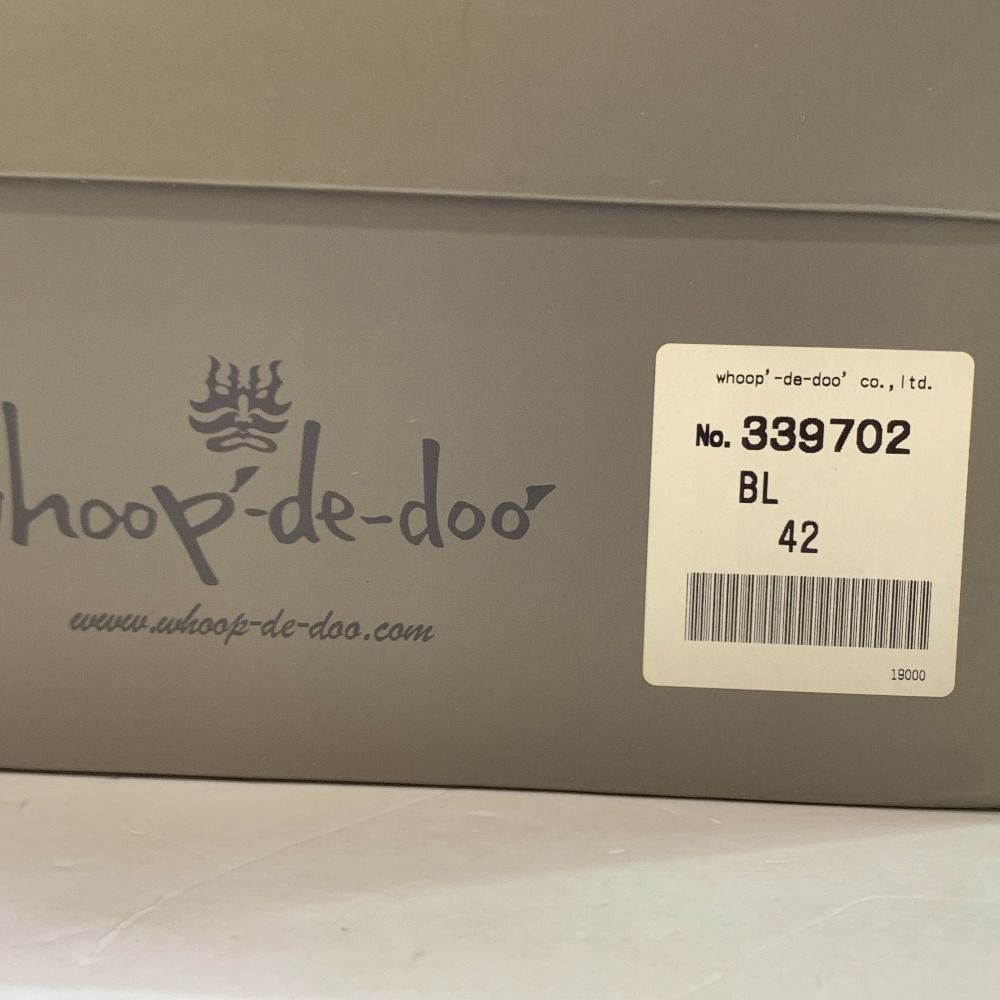 whoop'-de-doo'
www.whoop-de-doo.com
whoop'-de-doo' co.,ltd.
No. 339702
BL
42
19000